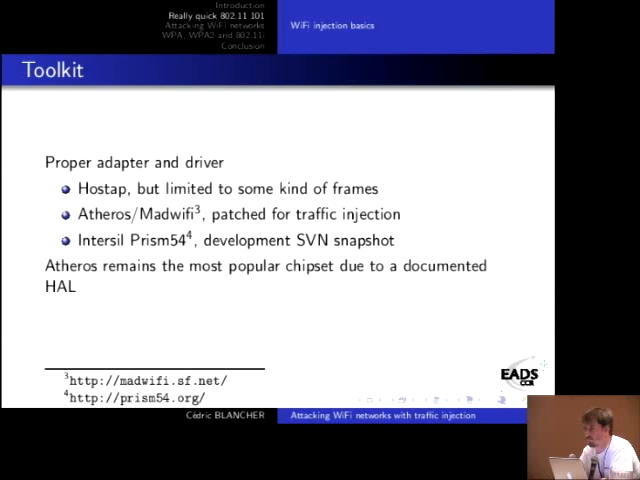 Introduction
Really quick 802.11 101
Attacking WiFi networks
WPA, WPA2 and 802.11i
Conclusion
WiFi injection basics
Toolkit
Proper adapter and driver
Hostap, but limited to some kind of frames
Atheros/Madwifi3, patched for traffic injection
Intersil Prism544, development SVN snapshot
Atheros remains the most popular chipset due to a documented
HAL
3http://madwifi.sf.net/
4http://prism54.org/
EADS
CCR
Cédric BLANCHER
Attacking WiFi networks with traffic injection